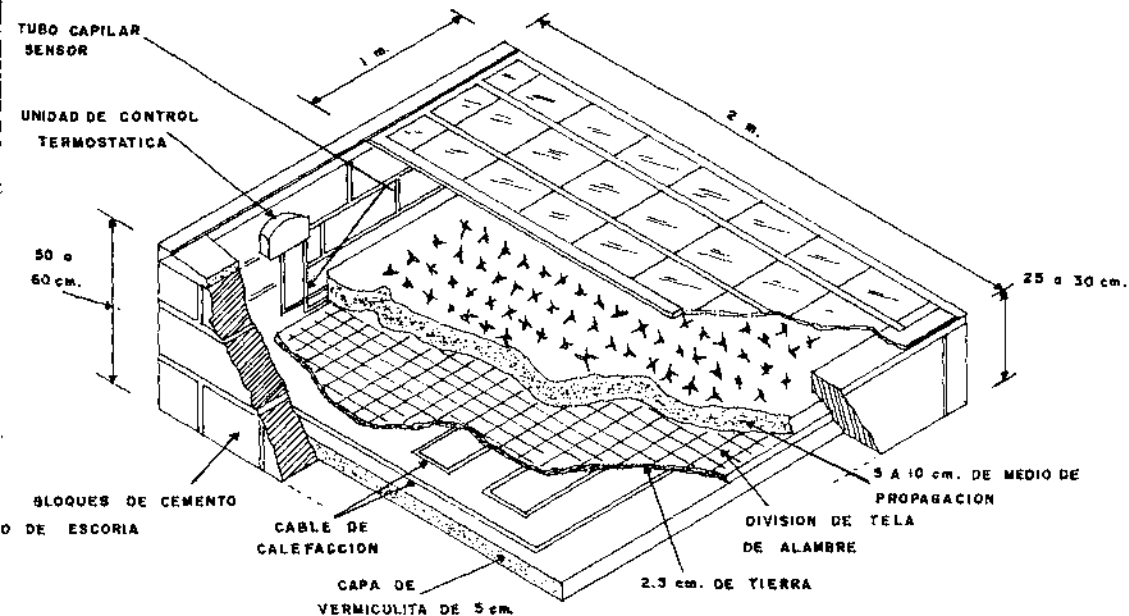 TUBO CAPILAR
SENSOR
1 m.
2 m.
UNIDAD DE CONTROL
TERMOSTATICA
50 a
60 cm.
25 a 30 cm.
5 A 10 cm. DE MEDIO DE
PROPAGACION
BLOQUES DE CEMENTO
O DE ESCORIA
CABLE DE
CALEFACCION
DIVISION DE TELA
DE ALAMBRE
2.5 cm. DE TIERRA
CAPA DE
VERMICULITA DE 5 cm.